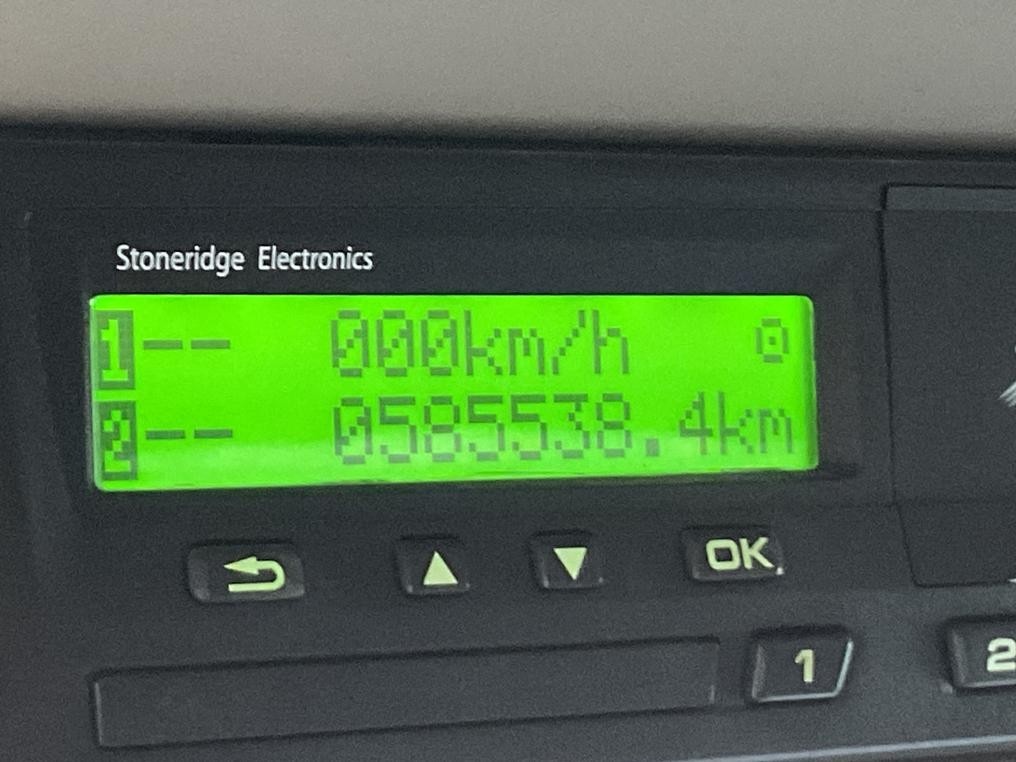 Stoneridge Electronics
1-- 000km/h
2-- 0585538.4km
OK
1
2